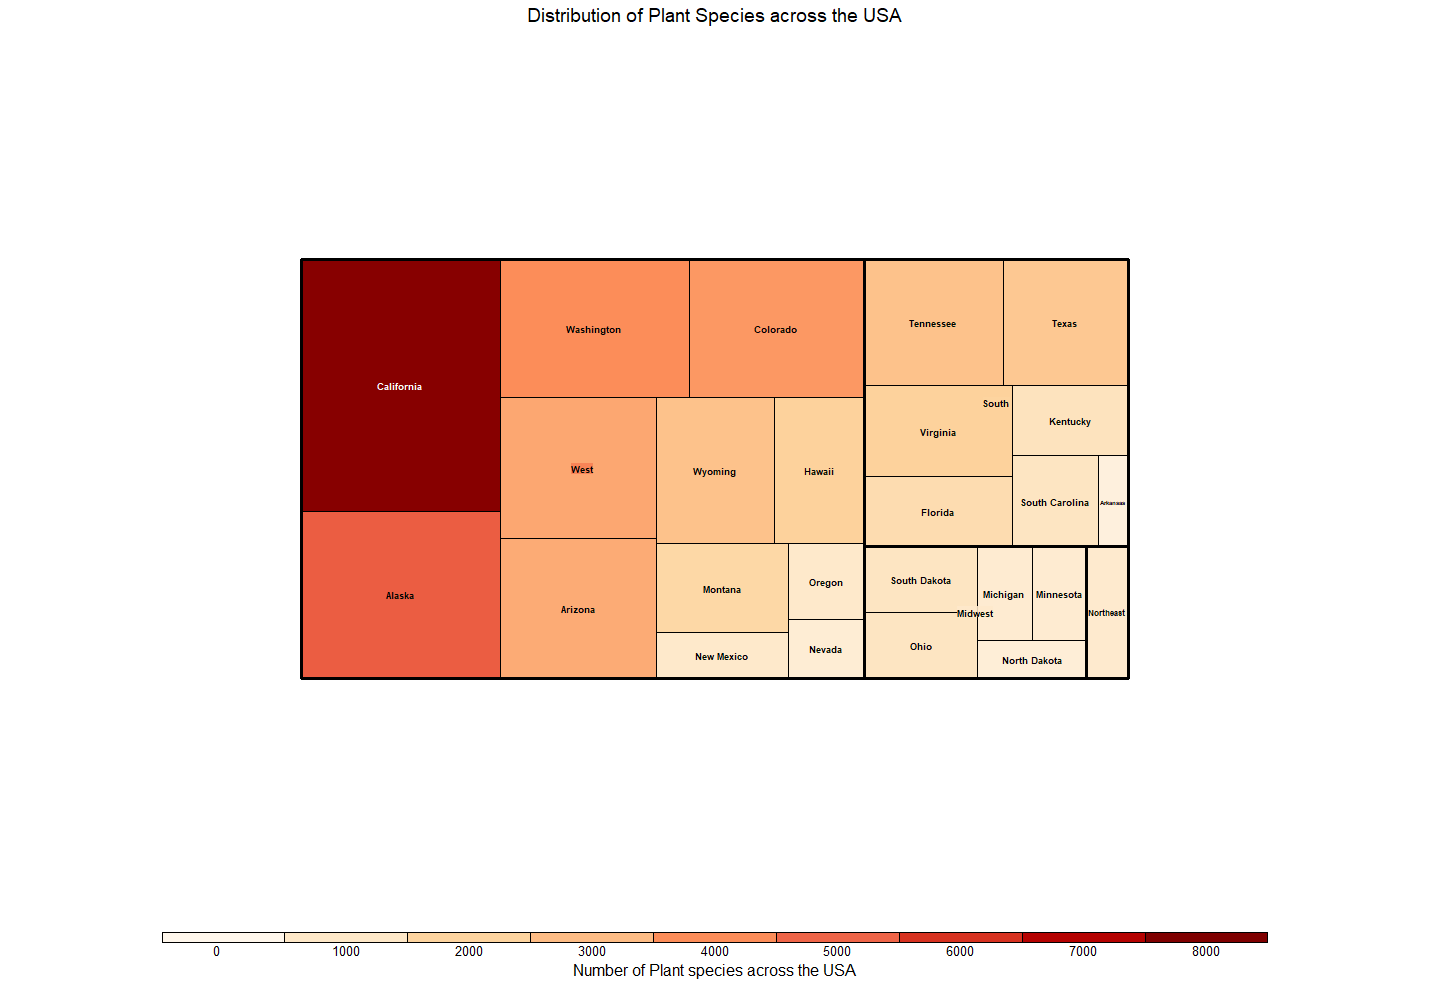 Distribution of Plant Species across the USA
California
Washington
Colorado
Tennessee
Texas
South
Kentucky
Virginia
West
Wyoming
Hawaii
South Carolina
Arkansas
Florida
Alaska
Arizona
Montana
Oregon
South Dakota
Michigan
Minnesota
Midwest
Northeast
New Mexico
Nevada
Ohio
North Dakota
0 1000 2000 3000 4000 5000 6000 7000 8000
Number of Plant species across the USA